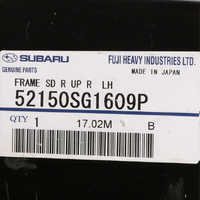 SUBARU
FUJI HEAVY INDUSTRIES LTD.
GENUINE PARTS
MADE IN JAPAN
FRAME SD R UP R LH
52150SG1609P
QTY 1 17.02M B